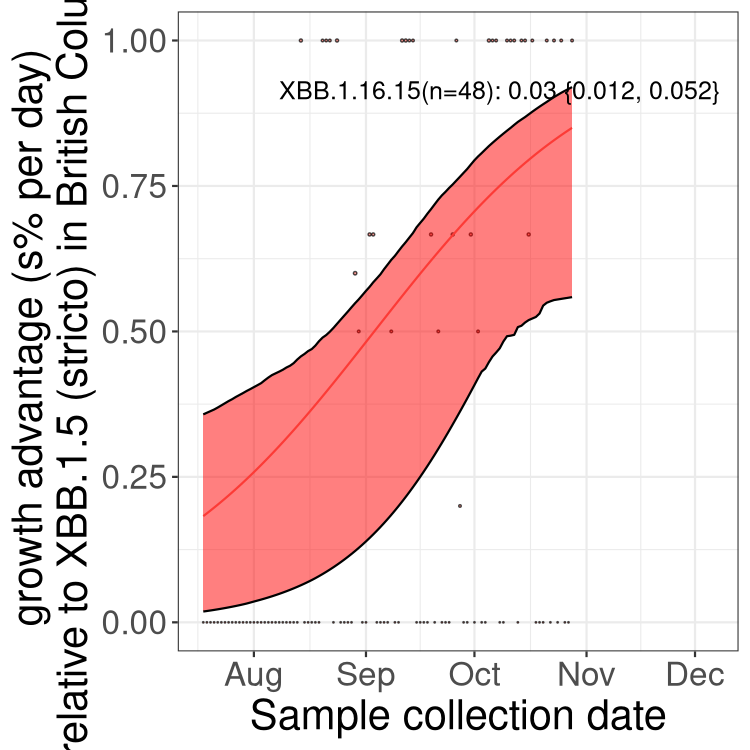 growth advantage (s% per day)
relative to XBB.1.5 (stricto) in British Colu
1.00
0.75
0.50
0.25
0.00
XBB.1.16.15(n=48): 0.03 {0.012, 0.052}
Aug Sep Oct Nov Dec
Sample collection date